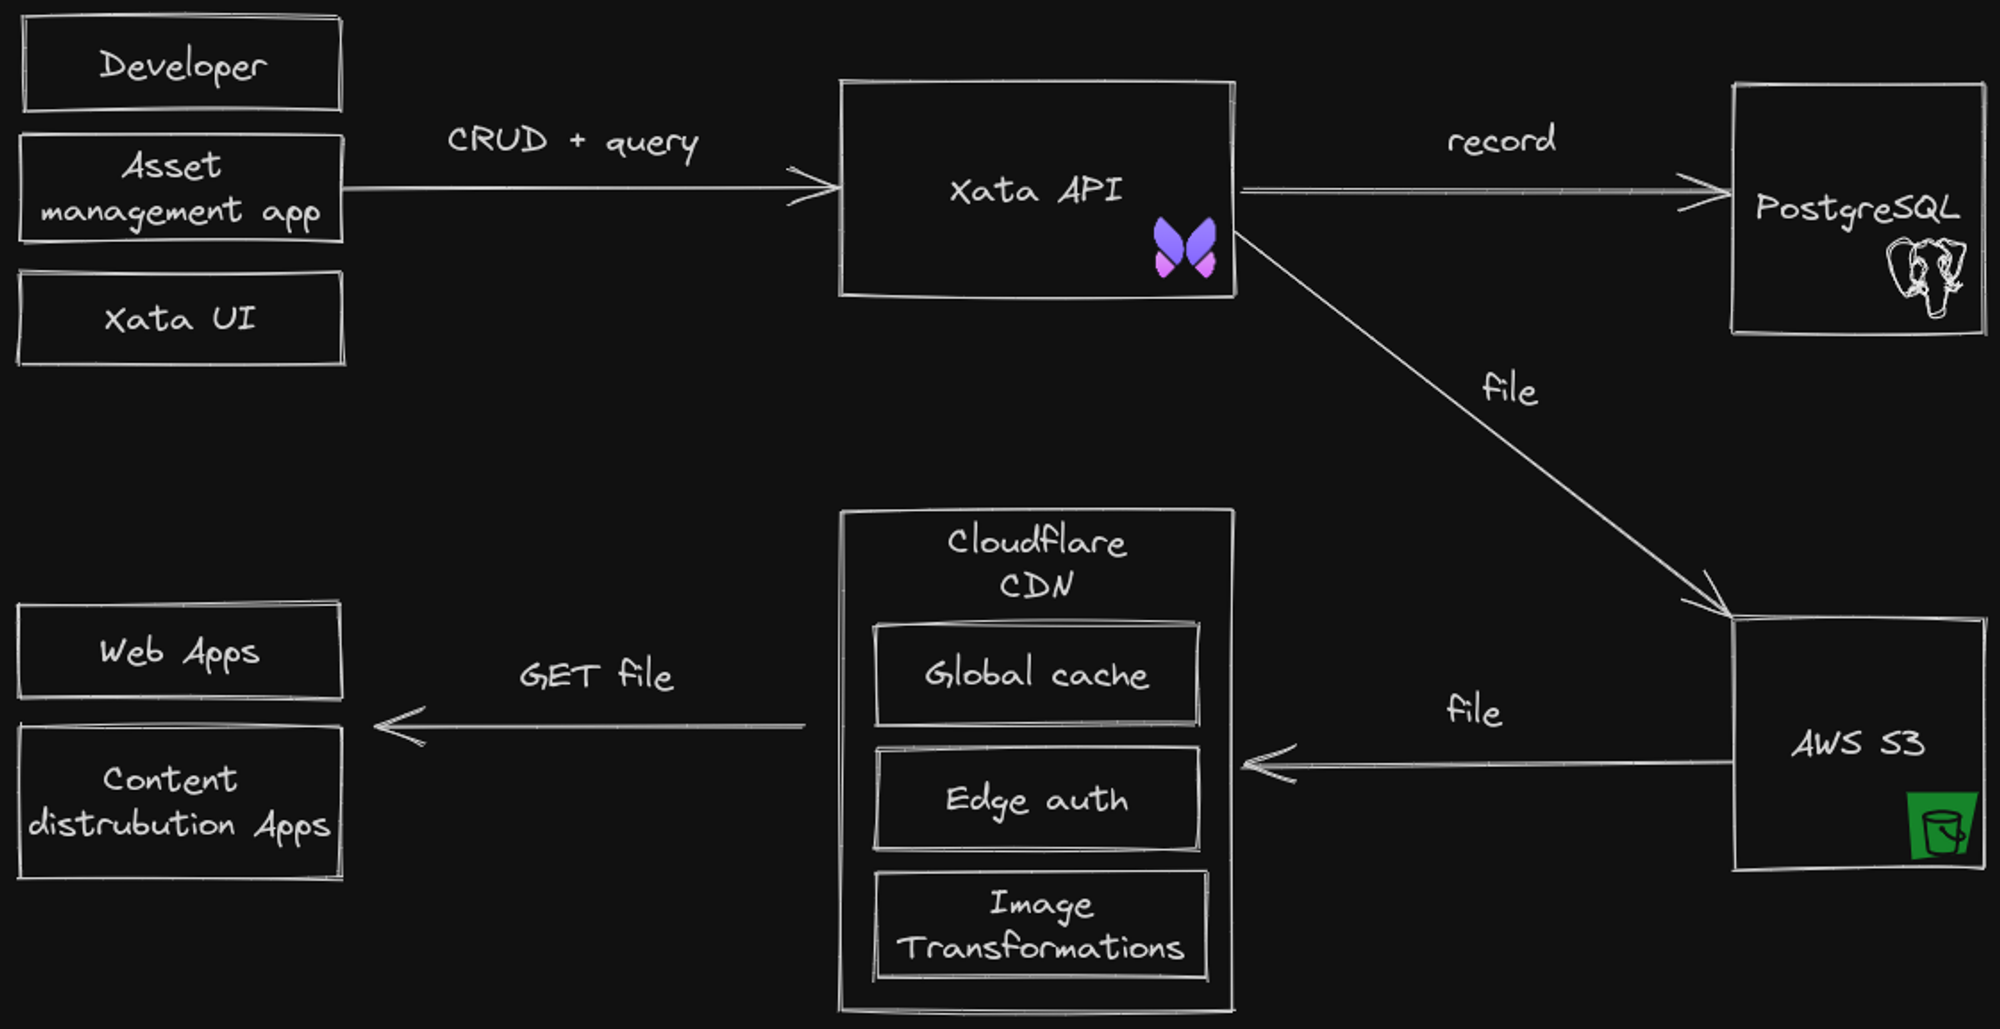 Developer
Asset
management app
Xata UI
CRUD + query
Xata API
record
PostgreSQL
file
Cloudflare
CDN
Global cache
Edge auth
Image
Transformations
file
AWS S3
GET file
Web Apps
Content
distrubution Apps